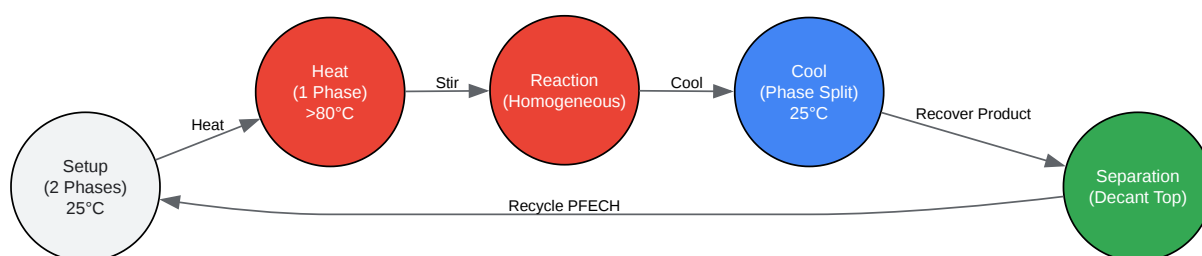 Setup
(2 Phases)
25°C
Heat
Heat
(1 Phase)
>80°C
Stir
Reaction
(Homogeneous)
Cool
Cool
(Phase Split)
25°C
Recover Product
Separation
(Decant Top)
Recycle PFECH